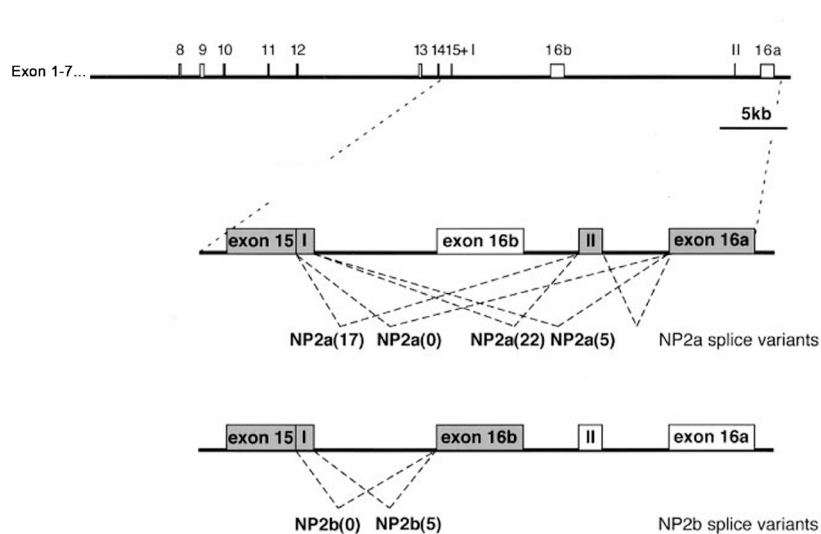 8 9 10 11 12 13 14 15+ I 16b II 16a
Exon 1-7...
5kb
exon 15 I exon 16b II exon 16a
NP2a(17) NP2a(0) NP2a(22) NP2a(5) NP2a splice variants
exon 15 I exon 16b II exon 16a
NP2b(0) NP2b(5) NP2b splice variants